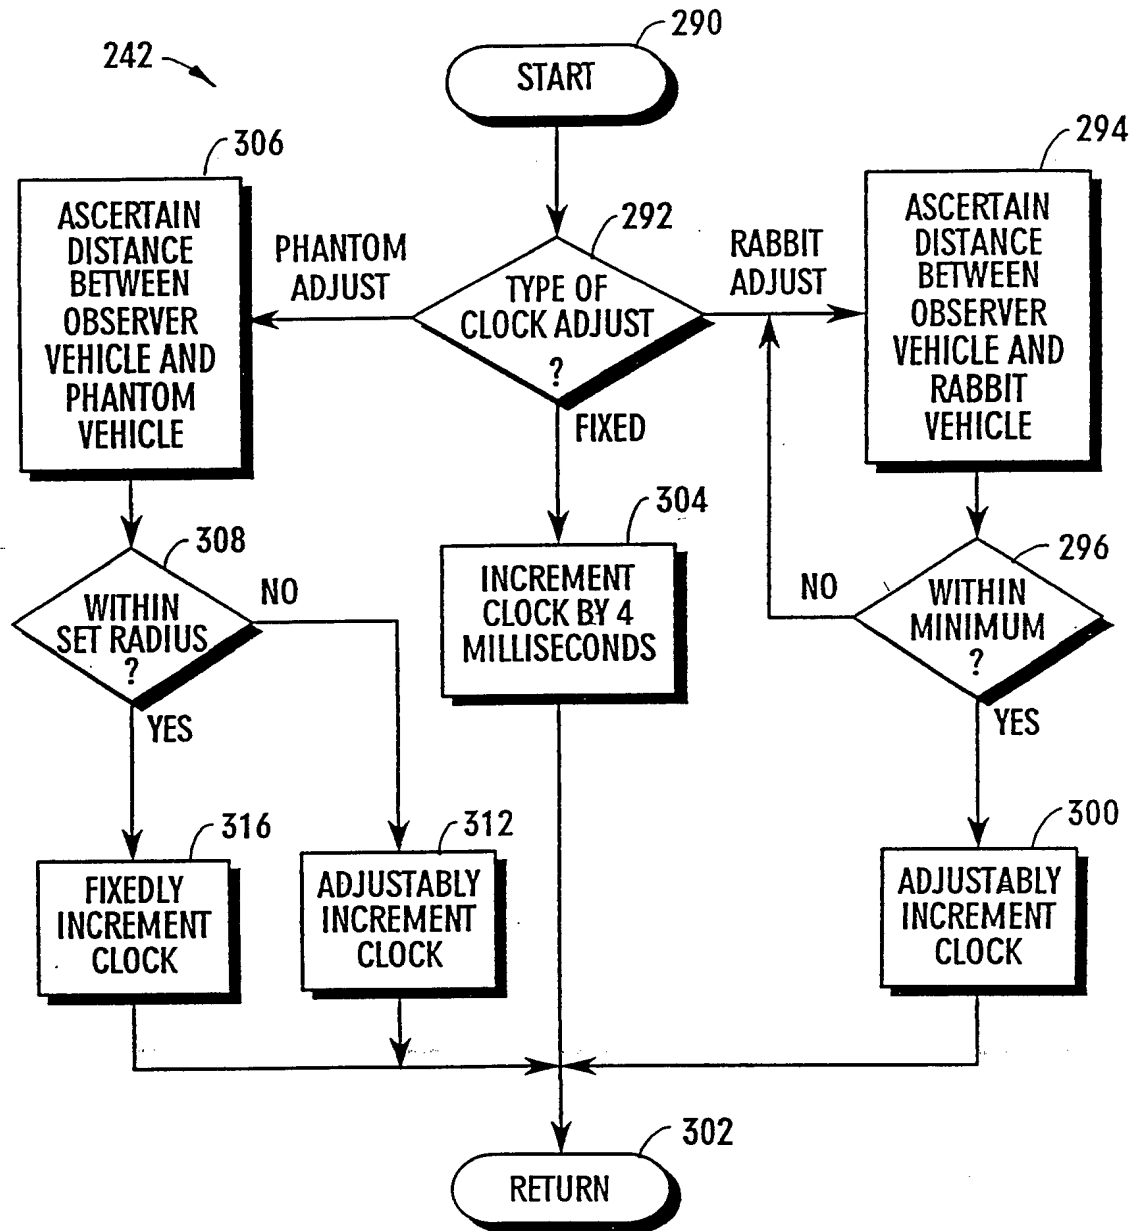 242
290
START
306
ASCERTAIN
DISTANCE
BETWEEN
OBSERVER
VEHICLE AND
PHANTOM
VEHICLE
PHANTOM
ADJUST
292
TYPE OF
CLOCK ADJUST
?
RABBIT
ADJUST
294
ASCERTAIN
DISTANCE
BETWEEN
OBSERVER
VEHICLE AND
RABBIT
VEHICLE
FIXED
308
WITHIN
SET RADIUS
?
NO
YES
304
INCREMENT
CLOCK BY 4
MILLISECONDS
296
WITHIN
MINIMUM
?
NO
YES
316
FIXEDLY
INCREMENT
CLOCK
312
ADJUSTABLY
INCREMENT
CLOCK
300
ADJUSTABLY
INCREMENT
CLOCK
302
RETURN